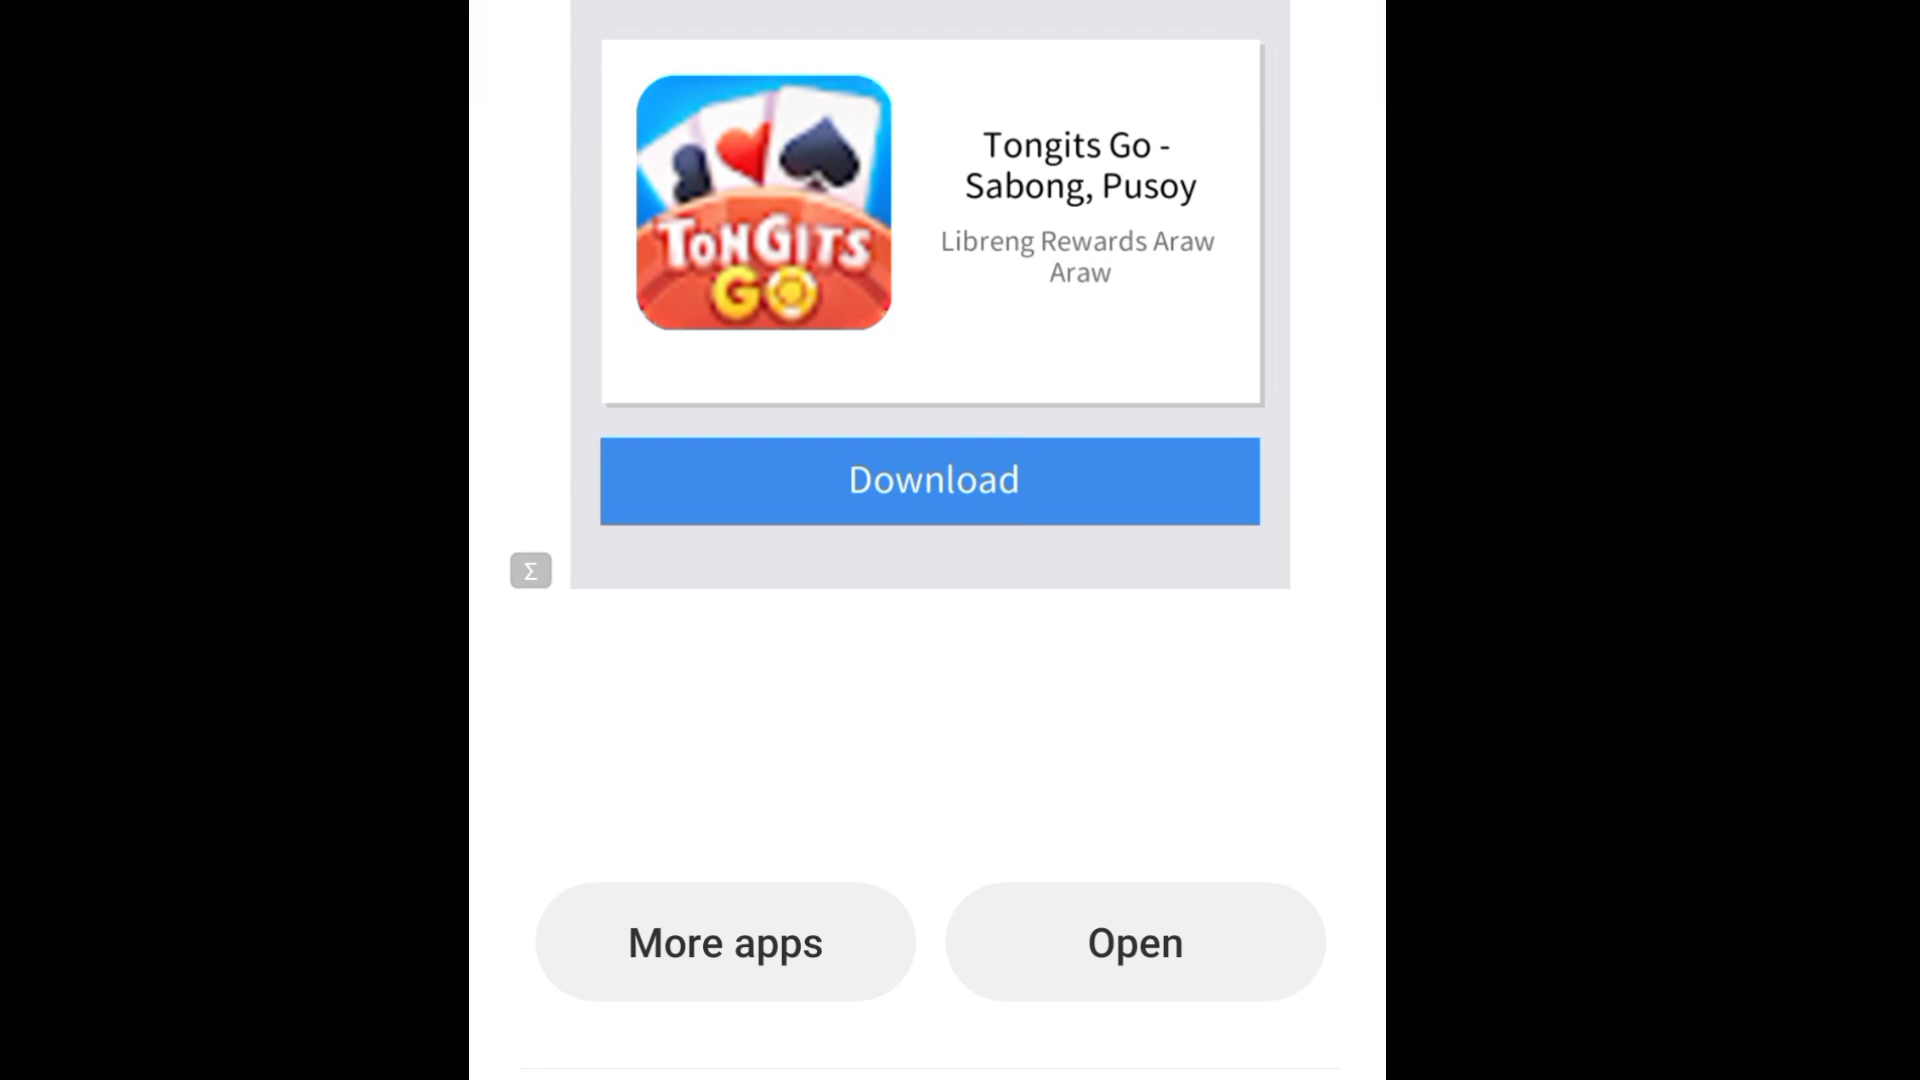 TONGITS
GO
Tongits Go -
Sabong, Pusoy
Libreng Rewards Araw
Araw
Download
Σ
More apps
Open